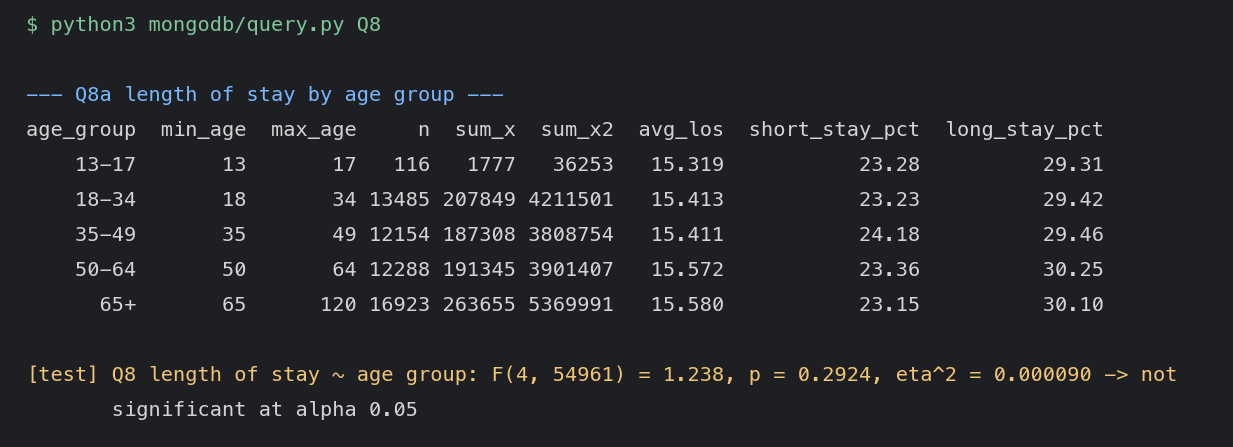 $ python3 mongodb/query.py Q8
--- Q8a length of stay by age group ---
age_group  min_age  max_age     n  sum_x  sum_x2  avg_los  short_stay_pct  long_stay_pct
    13-17       13       17   116   1777   36253   15.319           23.28          29.31
    18-34       18       34 13485 207849 4211501   15.413           23.23          29.42
    35-49       35       49 12154 187308 3808754   15.411           24.18          29.46
    50-64       50       64 12288 191345 3901407   15.572           23.36          30.25
      65+       65      120 16923 263655 5369991   15.580           23.15          30.10
[test] Q8 length of stay ~ age group: F(4, 54961) = 1.238, p = 0.2924, eta^2 = 0.000090 -> not
       significant at alpha 0.05